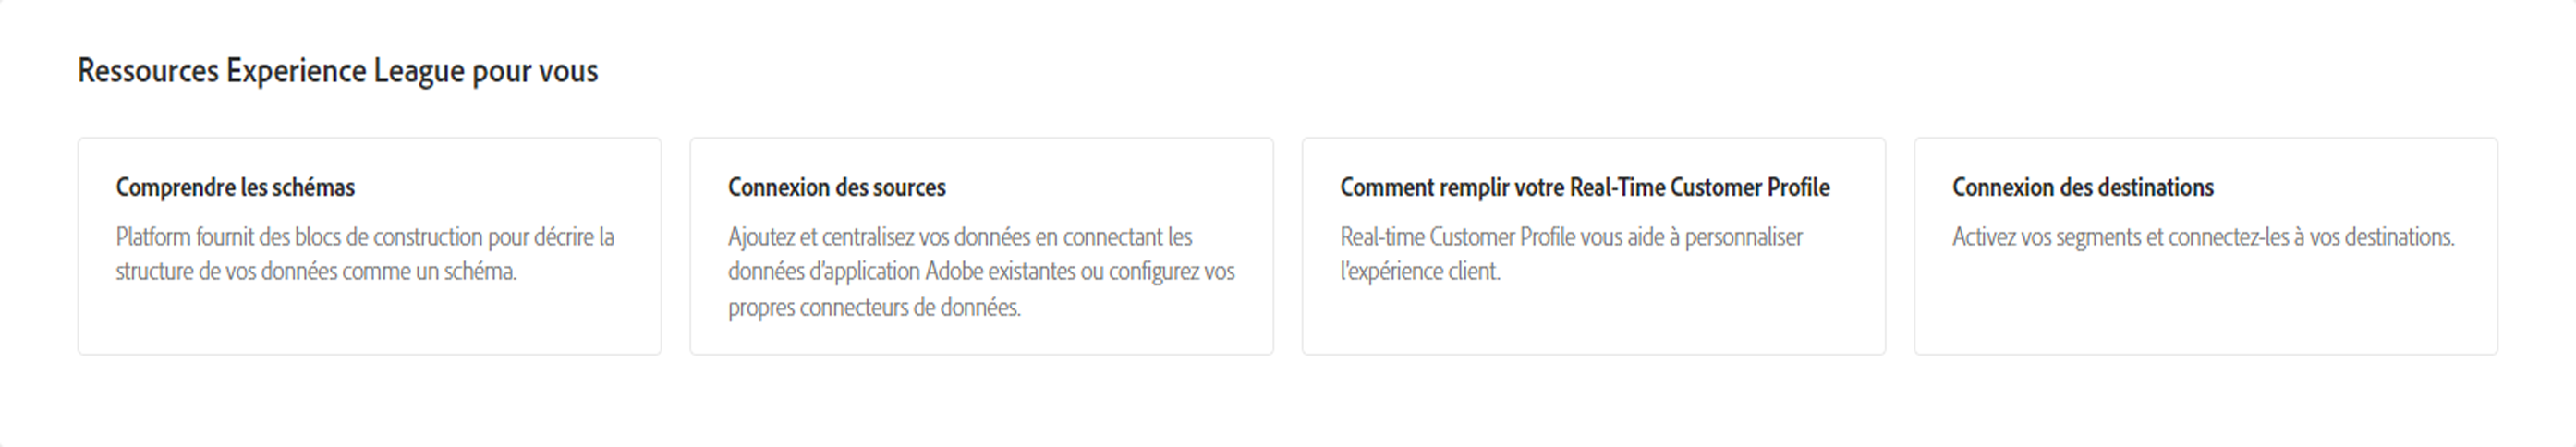 Ressources Experience League pour vous
Comprendre les schémas
Platform fournit des blocs de construction pour décrire la
structure de vos données comme un schéma.
Connexion des sources
Ajoutez et centralisez vos données en connectant les
données d'application Adobe existantes ou configurez vos
propres connecteurs de données.
Comment remplir votre Real-Time Customer Profile
Real-time Customer Profile vous aide à personnaliser
l'expérience client.
Connexion des destinations
Activez vos segments et connectez-les à vos destinations.